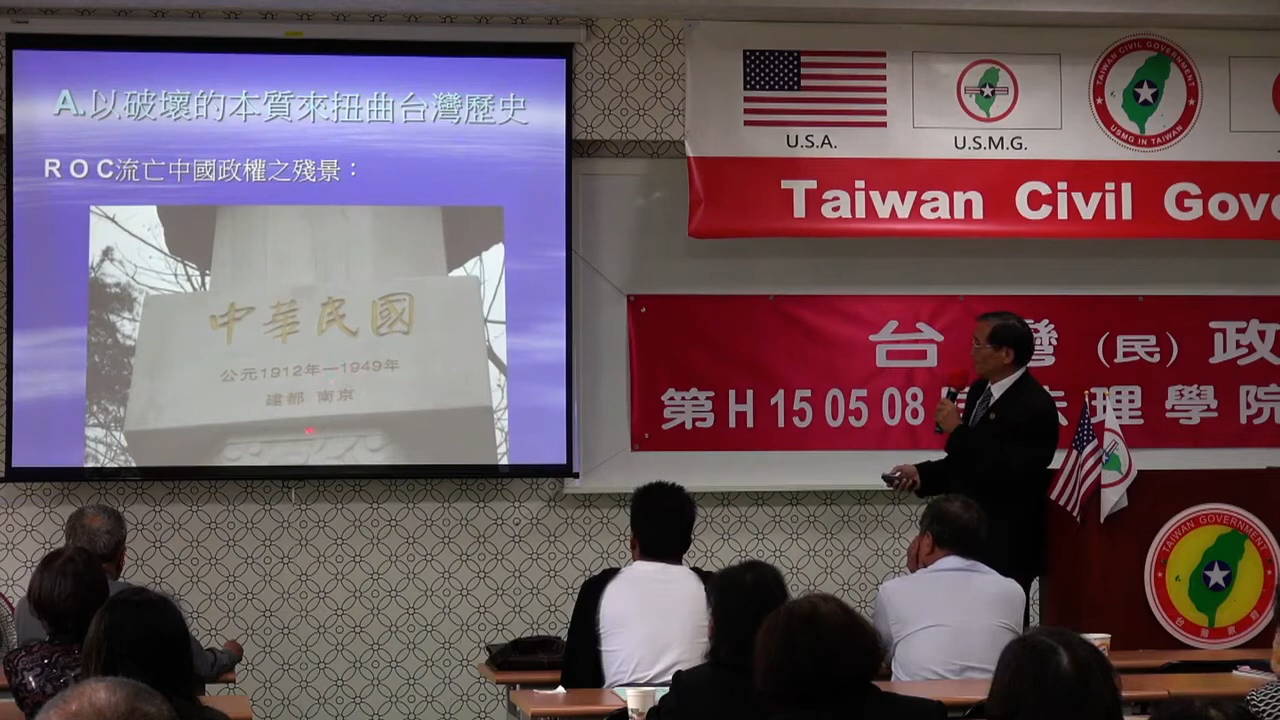 A.以破壞的本質來扭曲台灣歷史
ROC流亡中國政權之殘景：
中華民國
公元1912年－1949年
建都 南京
U.S.A.
U.S.M.G.
TAIWAN CIVIL GOVERNMENT
USMG IN TAIWAN
Taiwan Civil Gove
台灣（民）政
第H 15 05 08 法理學院
TAIWAN GOVERNMENT
台灣政府